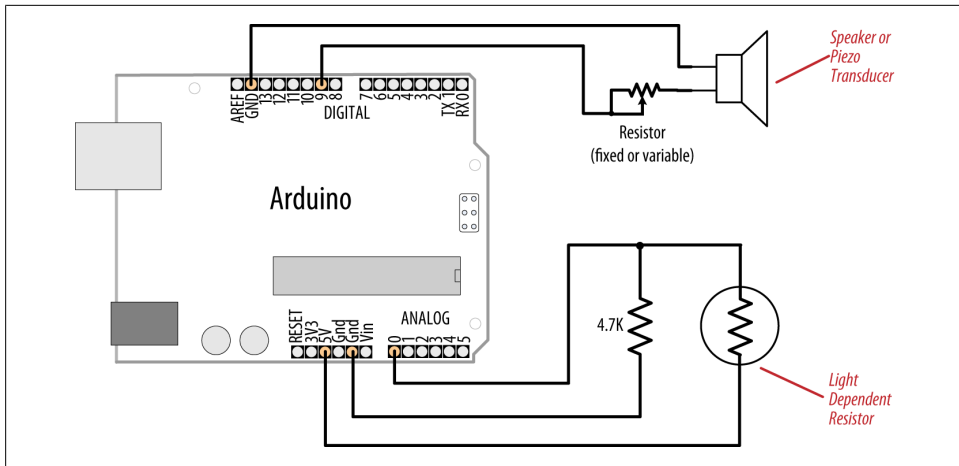 Speaker or
Piezo
Transducer
AREF
GND
13
12
11
10
9
8
7
6
5
4
3
2
TX 1
RX 0
DIGITAL
Resistor
(fixed or variable)
Arduino
RESET
3V3
5V
Gnd
Gnd
Vin
ANALOG
0
1
2
3
4
5
4.7K
Light
Dependent
Resistor